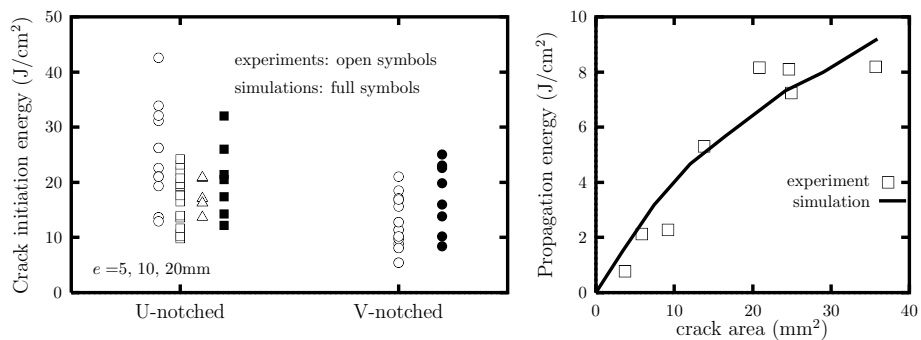 Crack initiation energy (J/cm²)
50
40
30
20
10
0
experiments: open symbols
simulations: full symbols
e =5, 10, 20mm
U-notched
V-notched
Propagation energy (J/cm²)
10
8
6
4
2
0
experiment
simulation
0
10
20
30
40
crack area (mm²)